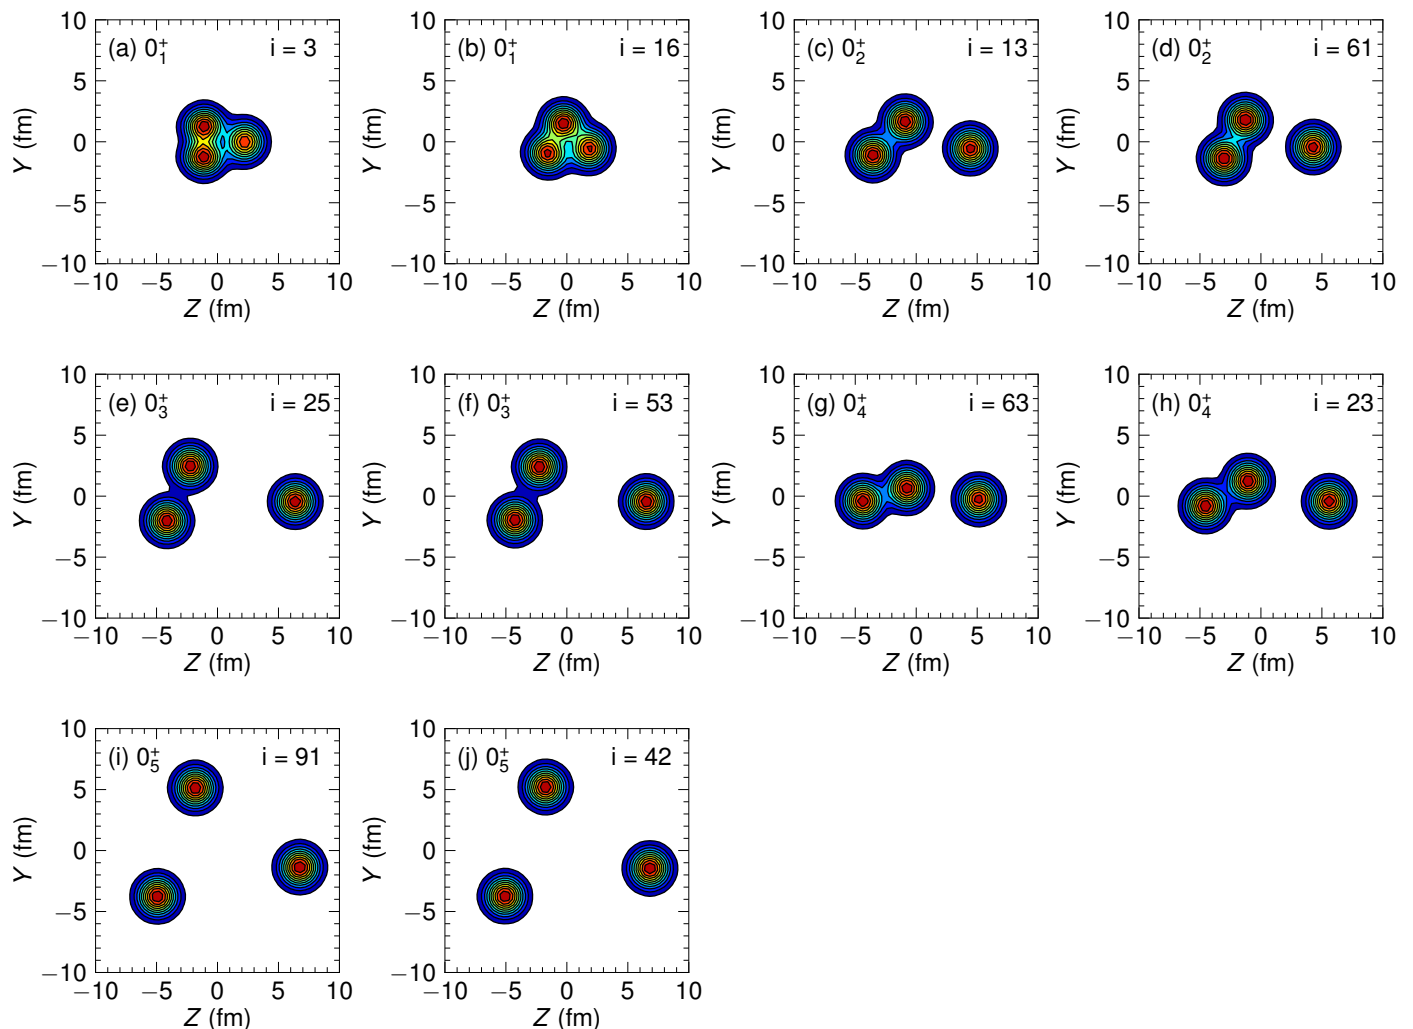 (a) 0₁⁺ i = 3
10
5
0
−5
−10
Y (fm)
−10 −5 0 5 10
Z (fm)
(b) 0₁⁺ i = 16
10
5
0
−5
−10
Y (fm)
−10 −5 0 5 10
Z (fm)
(c) 0₂⁺ i = 13
10
5
0
−5
−10
Y (fm)
−10 −5 0 5 10
Z (fm)
(d) 0₂⁺ i = 61
10
5
0
−5
−10
Y (fm)
−10 −5 0 5 10
Z (fm)
(e) 0₃⁺ i = 25
10
5
0
−5
−10
Y (fm)
−10 −5 0 5 10
Z (fm)
(f) 0₃⁺ i = 53
10
5
0
−5
−10
Y (fm)
−10 −5 0 5 10
Z (fm)
(g) 0₄⁺ i = 63
10
5
0
−5
−10
Y (fm)
−10 −5 0 5 10
Z (fm)
(h) 0₄⁺ i = 23
10
5
0
−5
−10
Y (fm)
−10 −5 0 5 10
Z (fm)
(i) 0₅⁺ i = 91
10
5
0
−5
−10
Y (fm)
−10 −5 0 5 10
Z (fm)
(j) 0₅⁺ i = 42
10
5
0
−5
−10
Y (fm)
−10 −5 0 5 10
Z (fm)